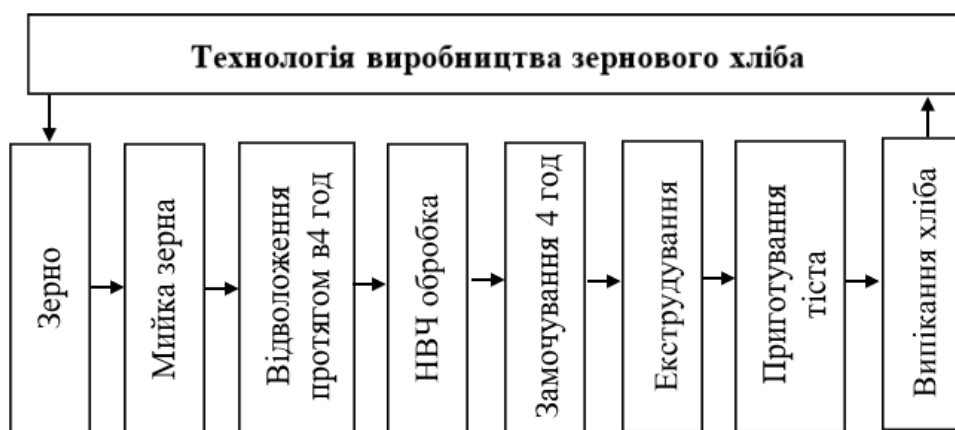 Технологія виробництва зернового хліба
Зерно
Мийка зерна
Відволоження
протягом в4 год
НВЧ обробка
Замочування 4 год
Екструдування
Приготування
тіста
Випікання хліба